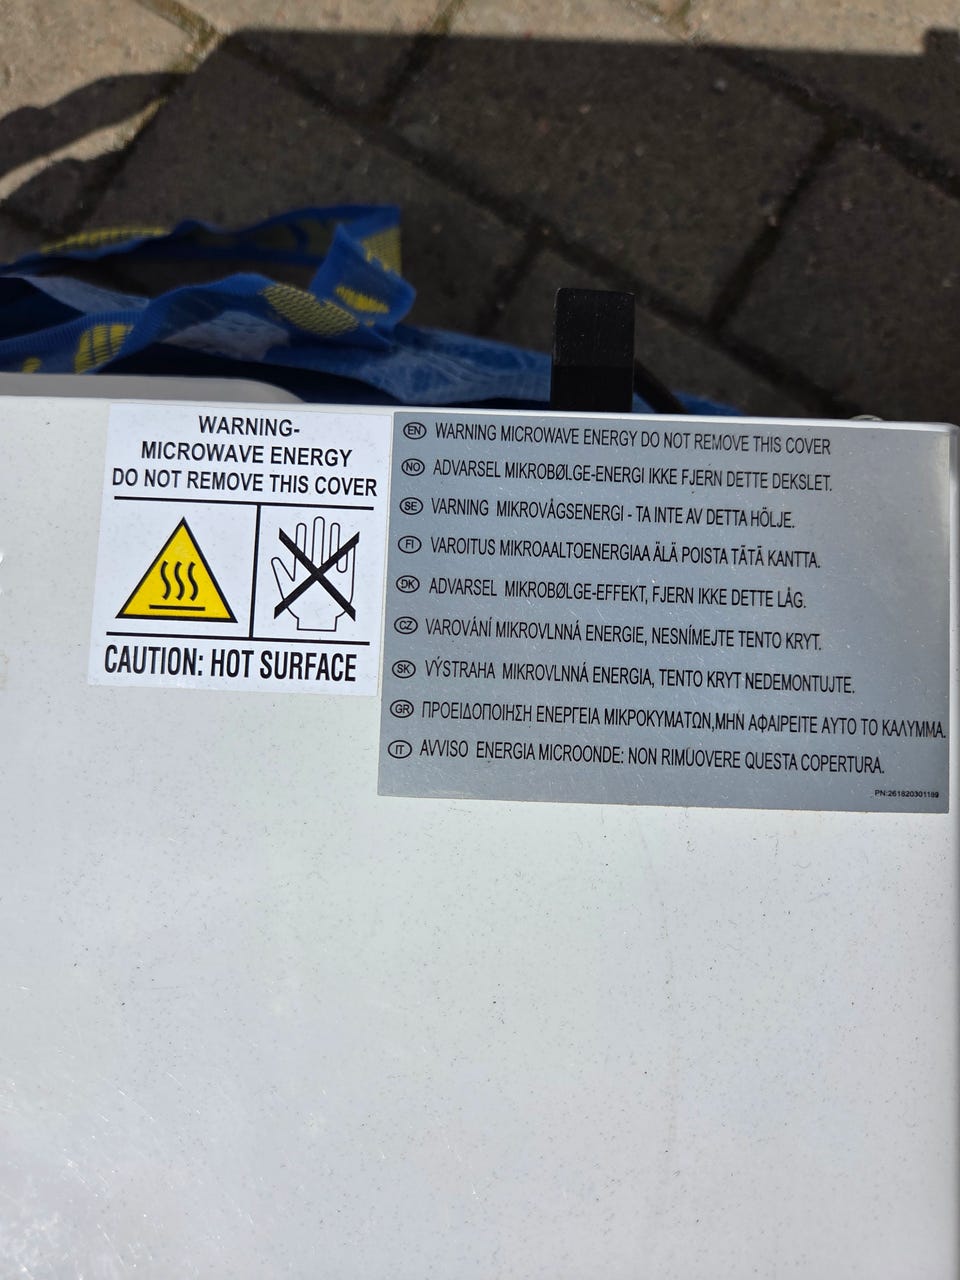 WARNING-
MICROWAVE ENERGY
DO NOT REMOVE THIS COVER
CAUTION: HOT SURFACE
EN WARNING MICROWAVE ENERGY DO NOT REMOVE THIS COVER
NO ADVARSEL MIKROBØLGE-ENERGI IKKE FJERN DETTE DEKSLET.
SE VARNING MIKROVÅGSENERGI - TA INTE AV DETTA HÖLJE.
FI VAROITUS MIKROAALTOENERGIAA ÄLÄ POISTA TÄTÄ KANTTA.
DK ADVARSEL MIKROBØLGE-EFFEKT, FJERN IKKE DETTE LÅG.
CZ VAROVÁNÍ MIKROVLNNÁ ENERGIE, NESNÍMEJTE TENTO KRYT.
SK VÝSTRAHA MIKROVLNNÁ ENERGIA, TENTO KRYT NEDEMONTUJTE.
GR ΠΡΟΕΙΔΟΠΟΙΗΣΗ ΕΝΕΡΓΕΙΑ ΜΙΚΡΟΚΥΜΑΤΩΝ,ΜΗΝ ΑΦΑΙΡΕΙΤΕ ΑΥΤΟ ΤΟ ΚΑΛΥΜΜΑ.
IT AVVISO ENERGIA MICROONDE: NON RIMUOVERE QUESTA COPERTURA.
PN:261820301189